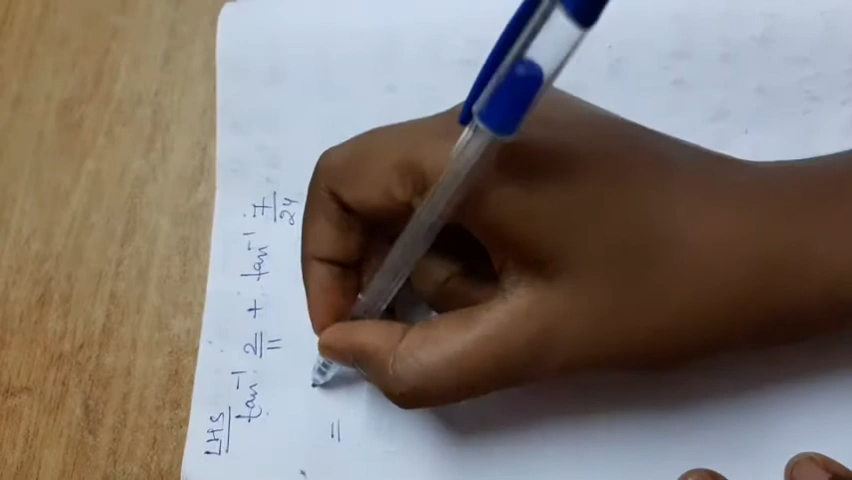 LHS
tan⁻¹ 2/11 + tan⁻¹ 7/24
=